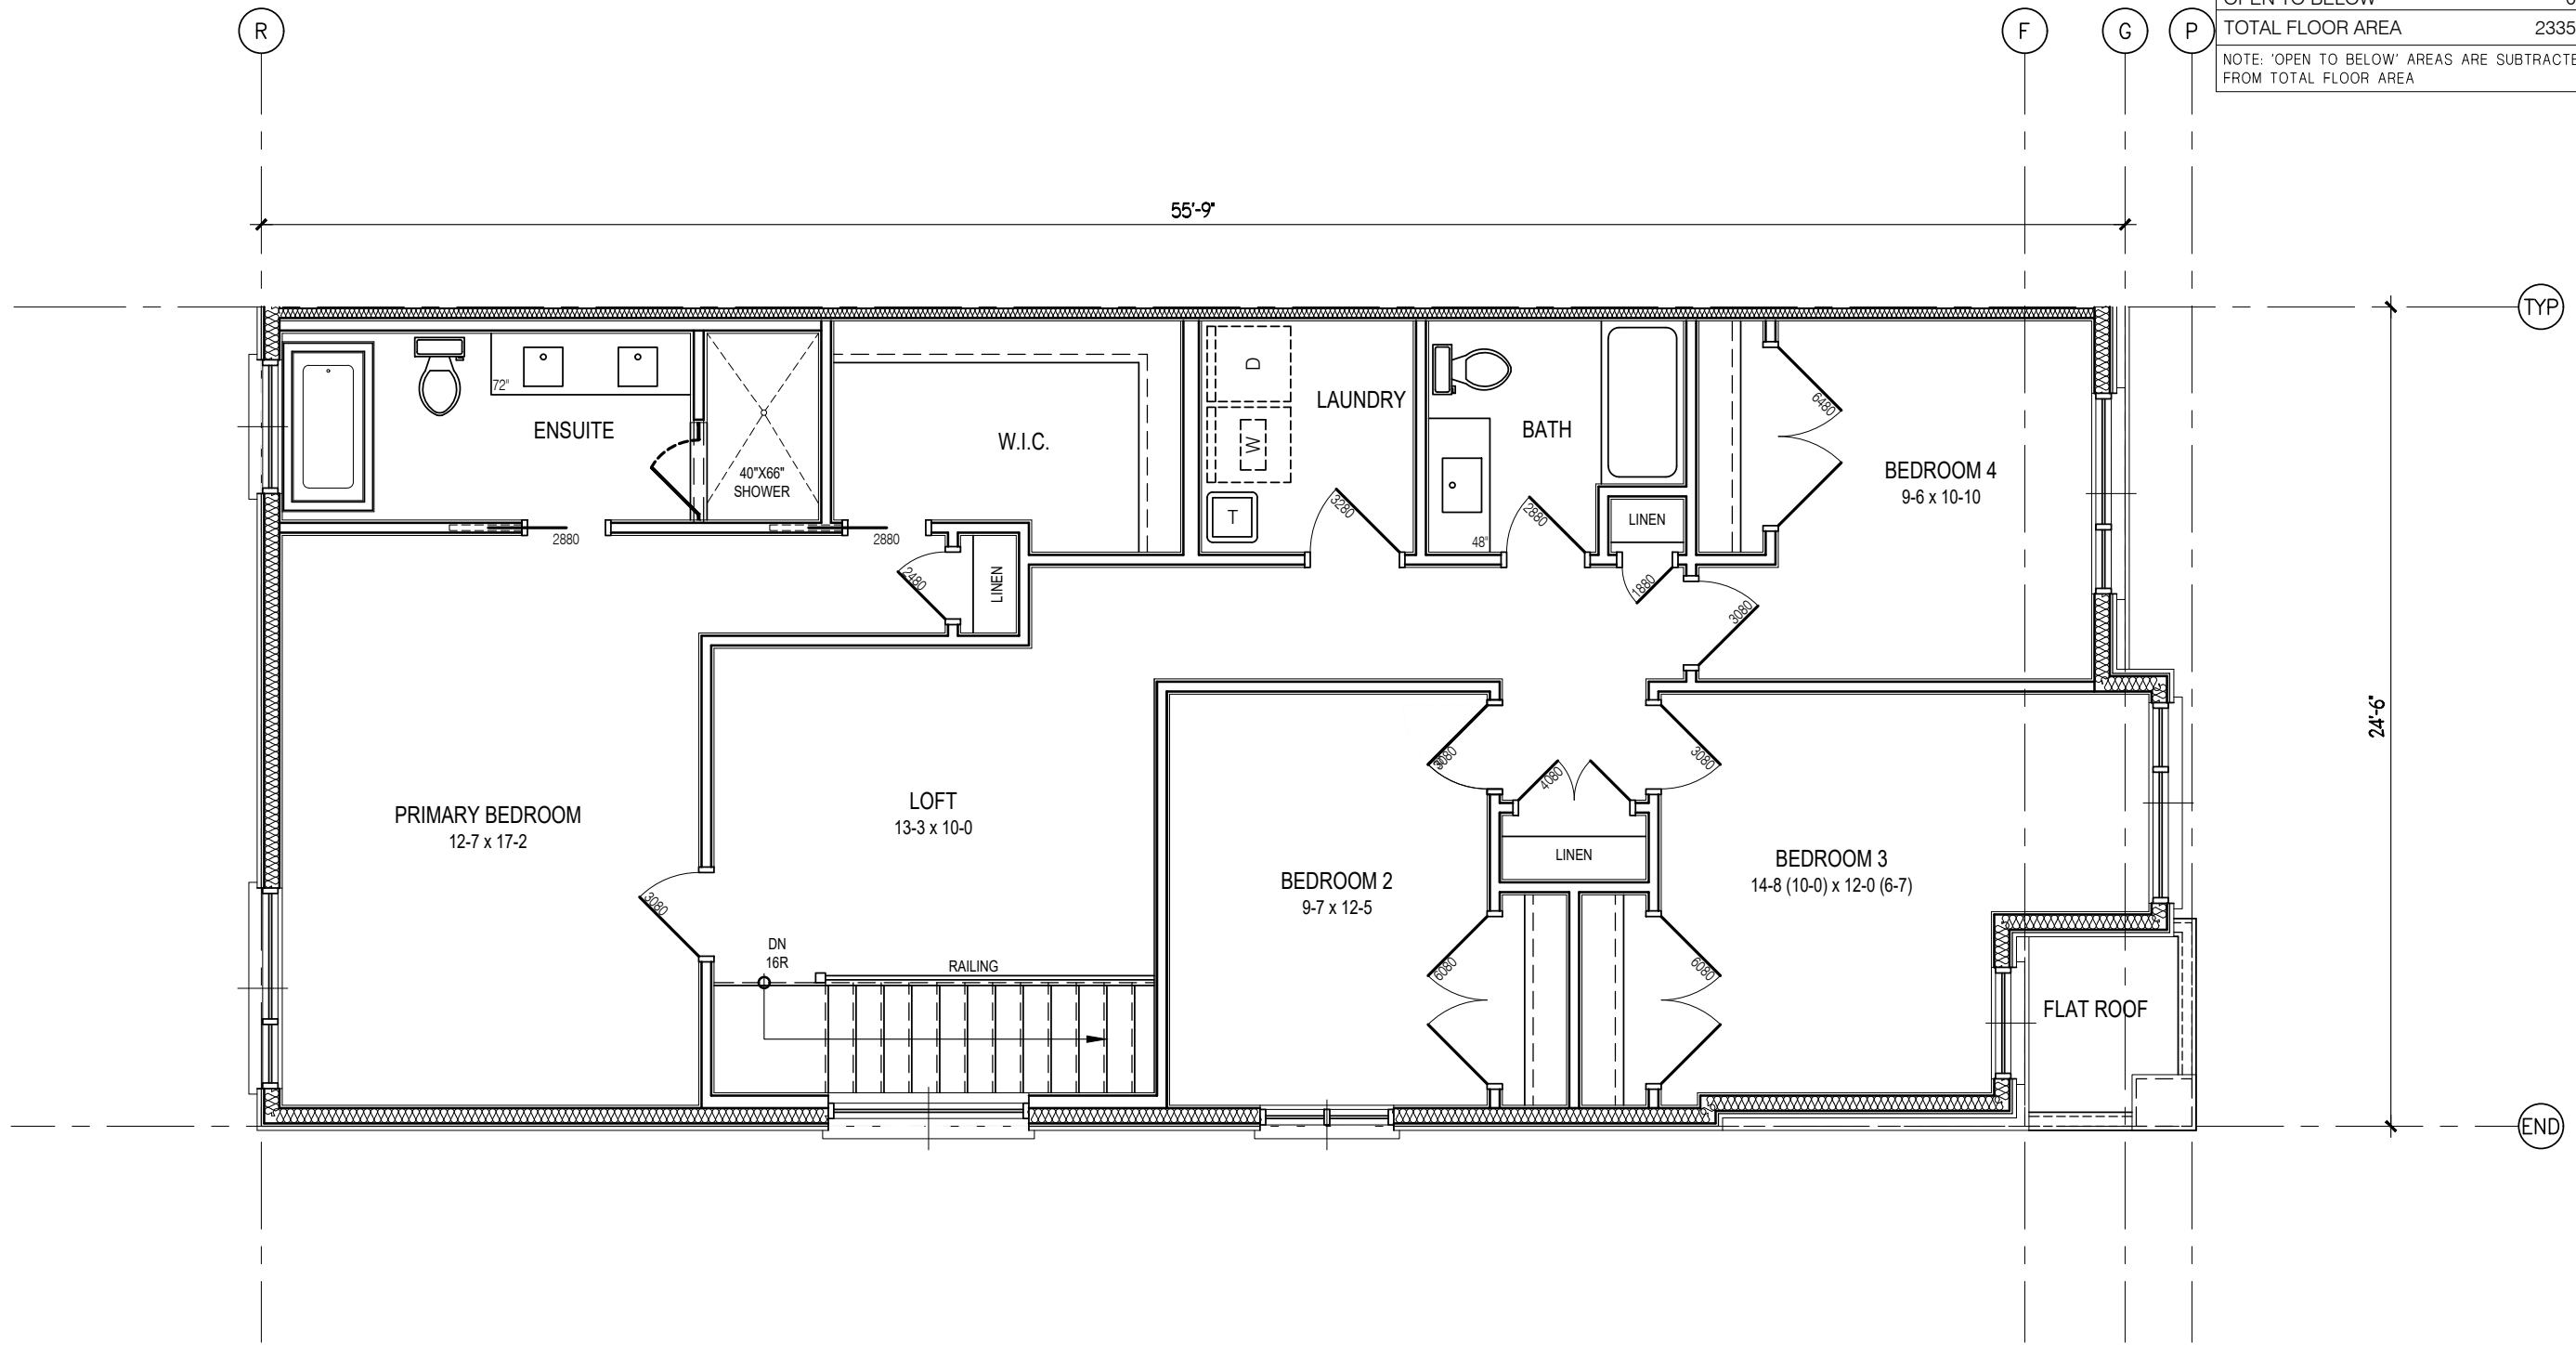 R
F
G
P
OPEN TO BELOW
TOTAL FLOOR AREA 2335
NOTE: 'OPEN TO BELOW' AREAS ARE SUBTRACTE
FROM TOTAL FLOOR AREA
55'-9"
TYP
72"
ENSUITE
40"X66"
SHOWER
W.I.C.
D
W
T
LAUNDRY
BATH
48"
LINEN
6480
BEDROOM 4
9-6 x 10-10
2880
2880
2480
LINEN
3280
2880
1880
3080
24'-6"
PRIMARY BEDROOM
12-7 x 17-2
LOFT
13-3 x 10-0
3080
3080
3080
4080
LINEN
BEDROOM 2
9-7 x 12-5
BEDROOM 3
14-8 (10-0) x 12-0 (6-7)
DN
16R
RAILING
6080
6080
FLAT ROOF
END